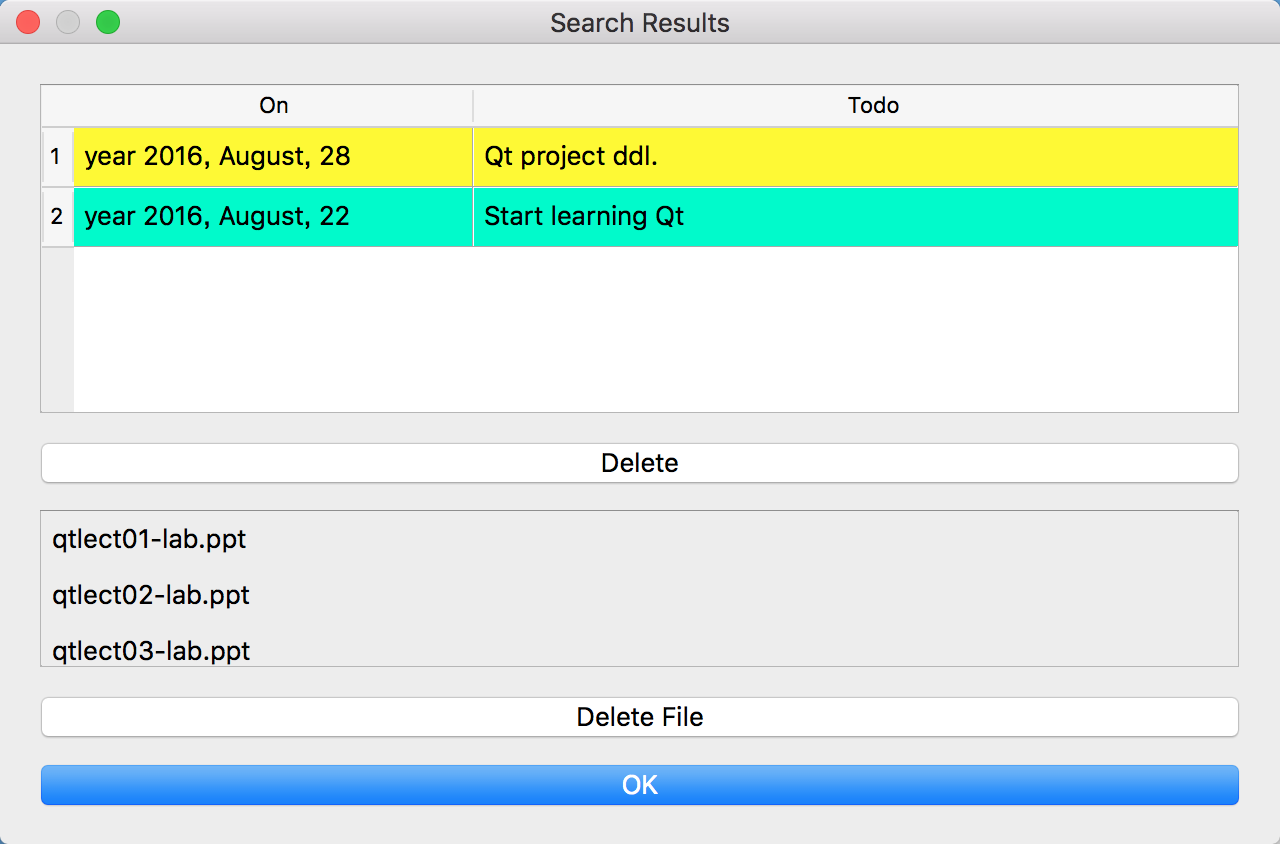 Search Results
On Todo
1 year 2016, August, 28 Qt project ddl.
2 year 2016, August, 22 Start learning Qt
Delete
qtlect01-lab.ppt
qtlect02-lab.ppt
qtlect03-lab.ppt
Delete File
OK